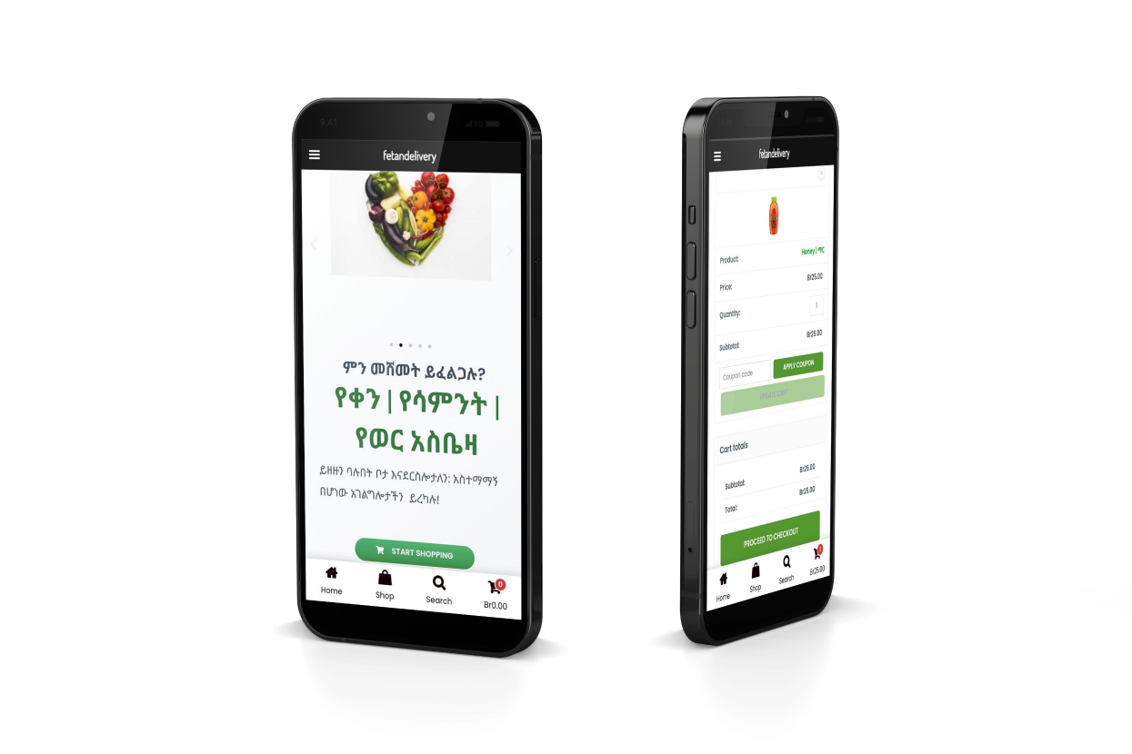 9:41
fetandelivery
ምን መሸመት ይፈልጋሉ?
የቀን | የሳምንት |
የወር አስቤዛ
ይዘዙን ባሉበት ቦታ እናደርስሎታለን: አስተማማኝ
በሆነው አገልግሎታችን ይረካሉ!
START SHOPPING
Home
Shop
Search
0
Br0.00
fetandelivery
Product:
Honey | ማር
Price:
Br25.00
Quantity:
1
Subtotal:
Br25.00
Coupon code
APPLY COUPON
UPDATE CART
Cart totals
Subtotal:
Br25.00
Total:
Br25.00
PROCEED TO CHECKOUT
Home
Shop
Search
1
Br25.00